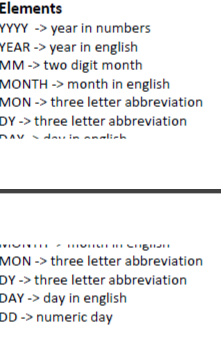 Elements
YYYY -> year in numbers
YEAR -> year in english
MM -> two digit month
MONTH -> month in english
MON -> three letter abbreviation
DY -> three letter abbreviation
DAY -> day in english
MONTH -> month in english
MON -> three letter abbreviation
DY -> three letter abbreviation
DAY -> day in english
DD -> numeric day